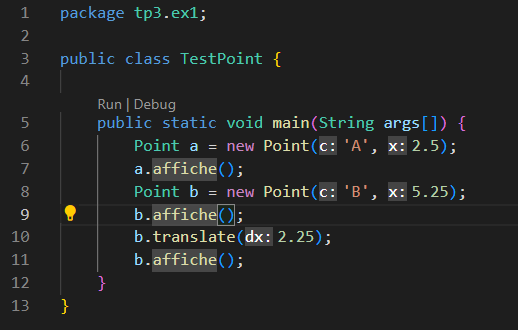 1 package tp3.ex1;
2
3 public class TestPoint {
4
Run | Debug
5 public static void main(String args[]) {
6 Point a = new Point(c: 'A', x: 2.5);
7 a.affiche();
8 Point b = new Point(c: 'B', x: 5.25);
9 b.affiche();
10 b.translate(dx: 2.25);
11 b.affiche();
12 }
13 }